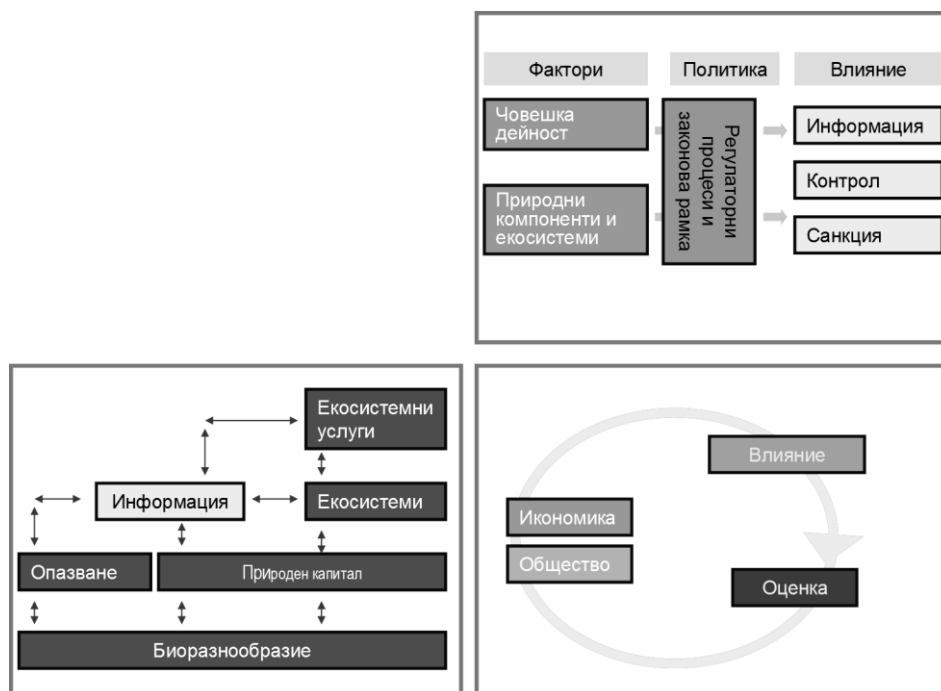 Фактори
Политика
Влияние
Човешка
дейност
Природни
компоненти и
екосистеми
Регулаторни
процеси и
законова рамка
Информация
Контрол
Санкция
Екосистемни
услуги
Информация
Екосистеми
Опазване
Природен капитал
Биоразнообразие
Влияние
Икономика
Общество
Оценка